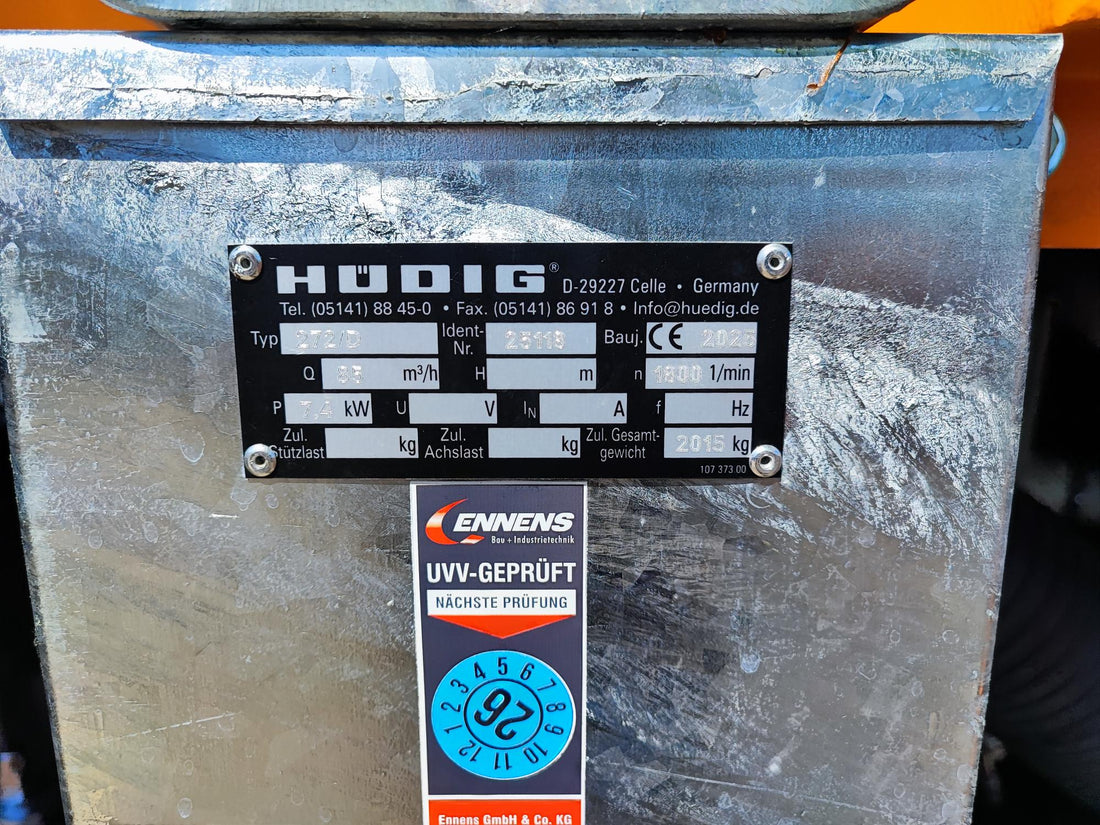 HÜDIG® D-29227 Celle • Germany
Tel. (05141) 88 45-0 • Fax. (05141) 86 91 8 • Info@huedig.de
Typ 272/D Ident-Nr. 25118 Bauj. CE 2025
Q 85 m³/h H m n 1800 1/min
P 7,4 kW U V IN A f Hz
Zul. Stützlast kg Zul. Achslast kg Zul. Gesamt-gewicht 2015 kg
107 373.00
ENNENS
Bau + Industrietechnik
UVV-GEPRÜFT
NÄCHSTE PRÜFUNG
1 2 3 4 5 6 7 8 9 10 11 12
26
Ennens GmbH & Co. KG